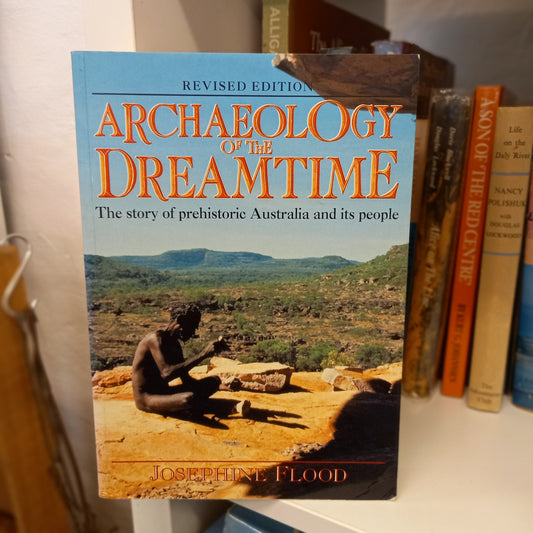 REVISED EDITION
ARCHAEOLOGY
OF THE
DREAMTIME
The story of prehistoric Australia and its people
JOSEPHINE FLOOD
A SON OF 'THE RED CENTRE'
Life
on the
Daly River
NANCY
POLISHUK
with
DOUGLAS
LOCKWOOD